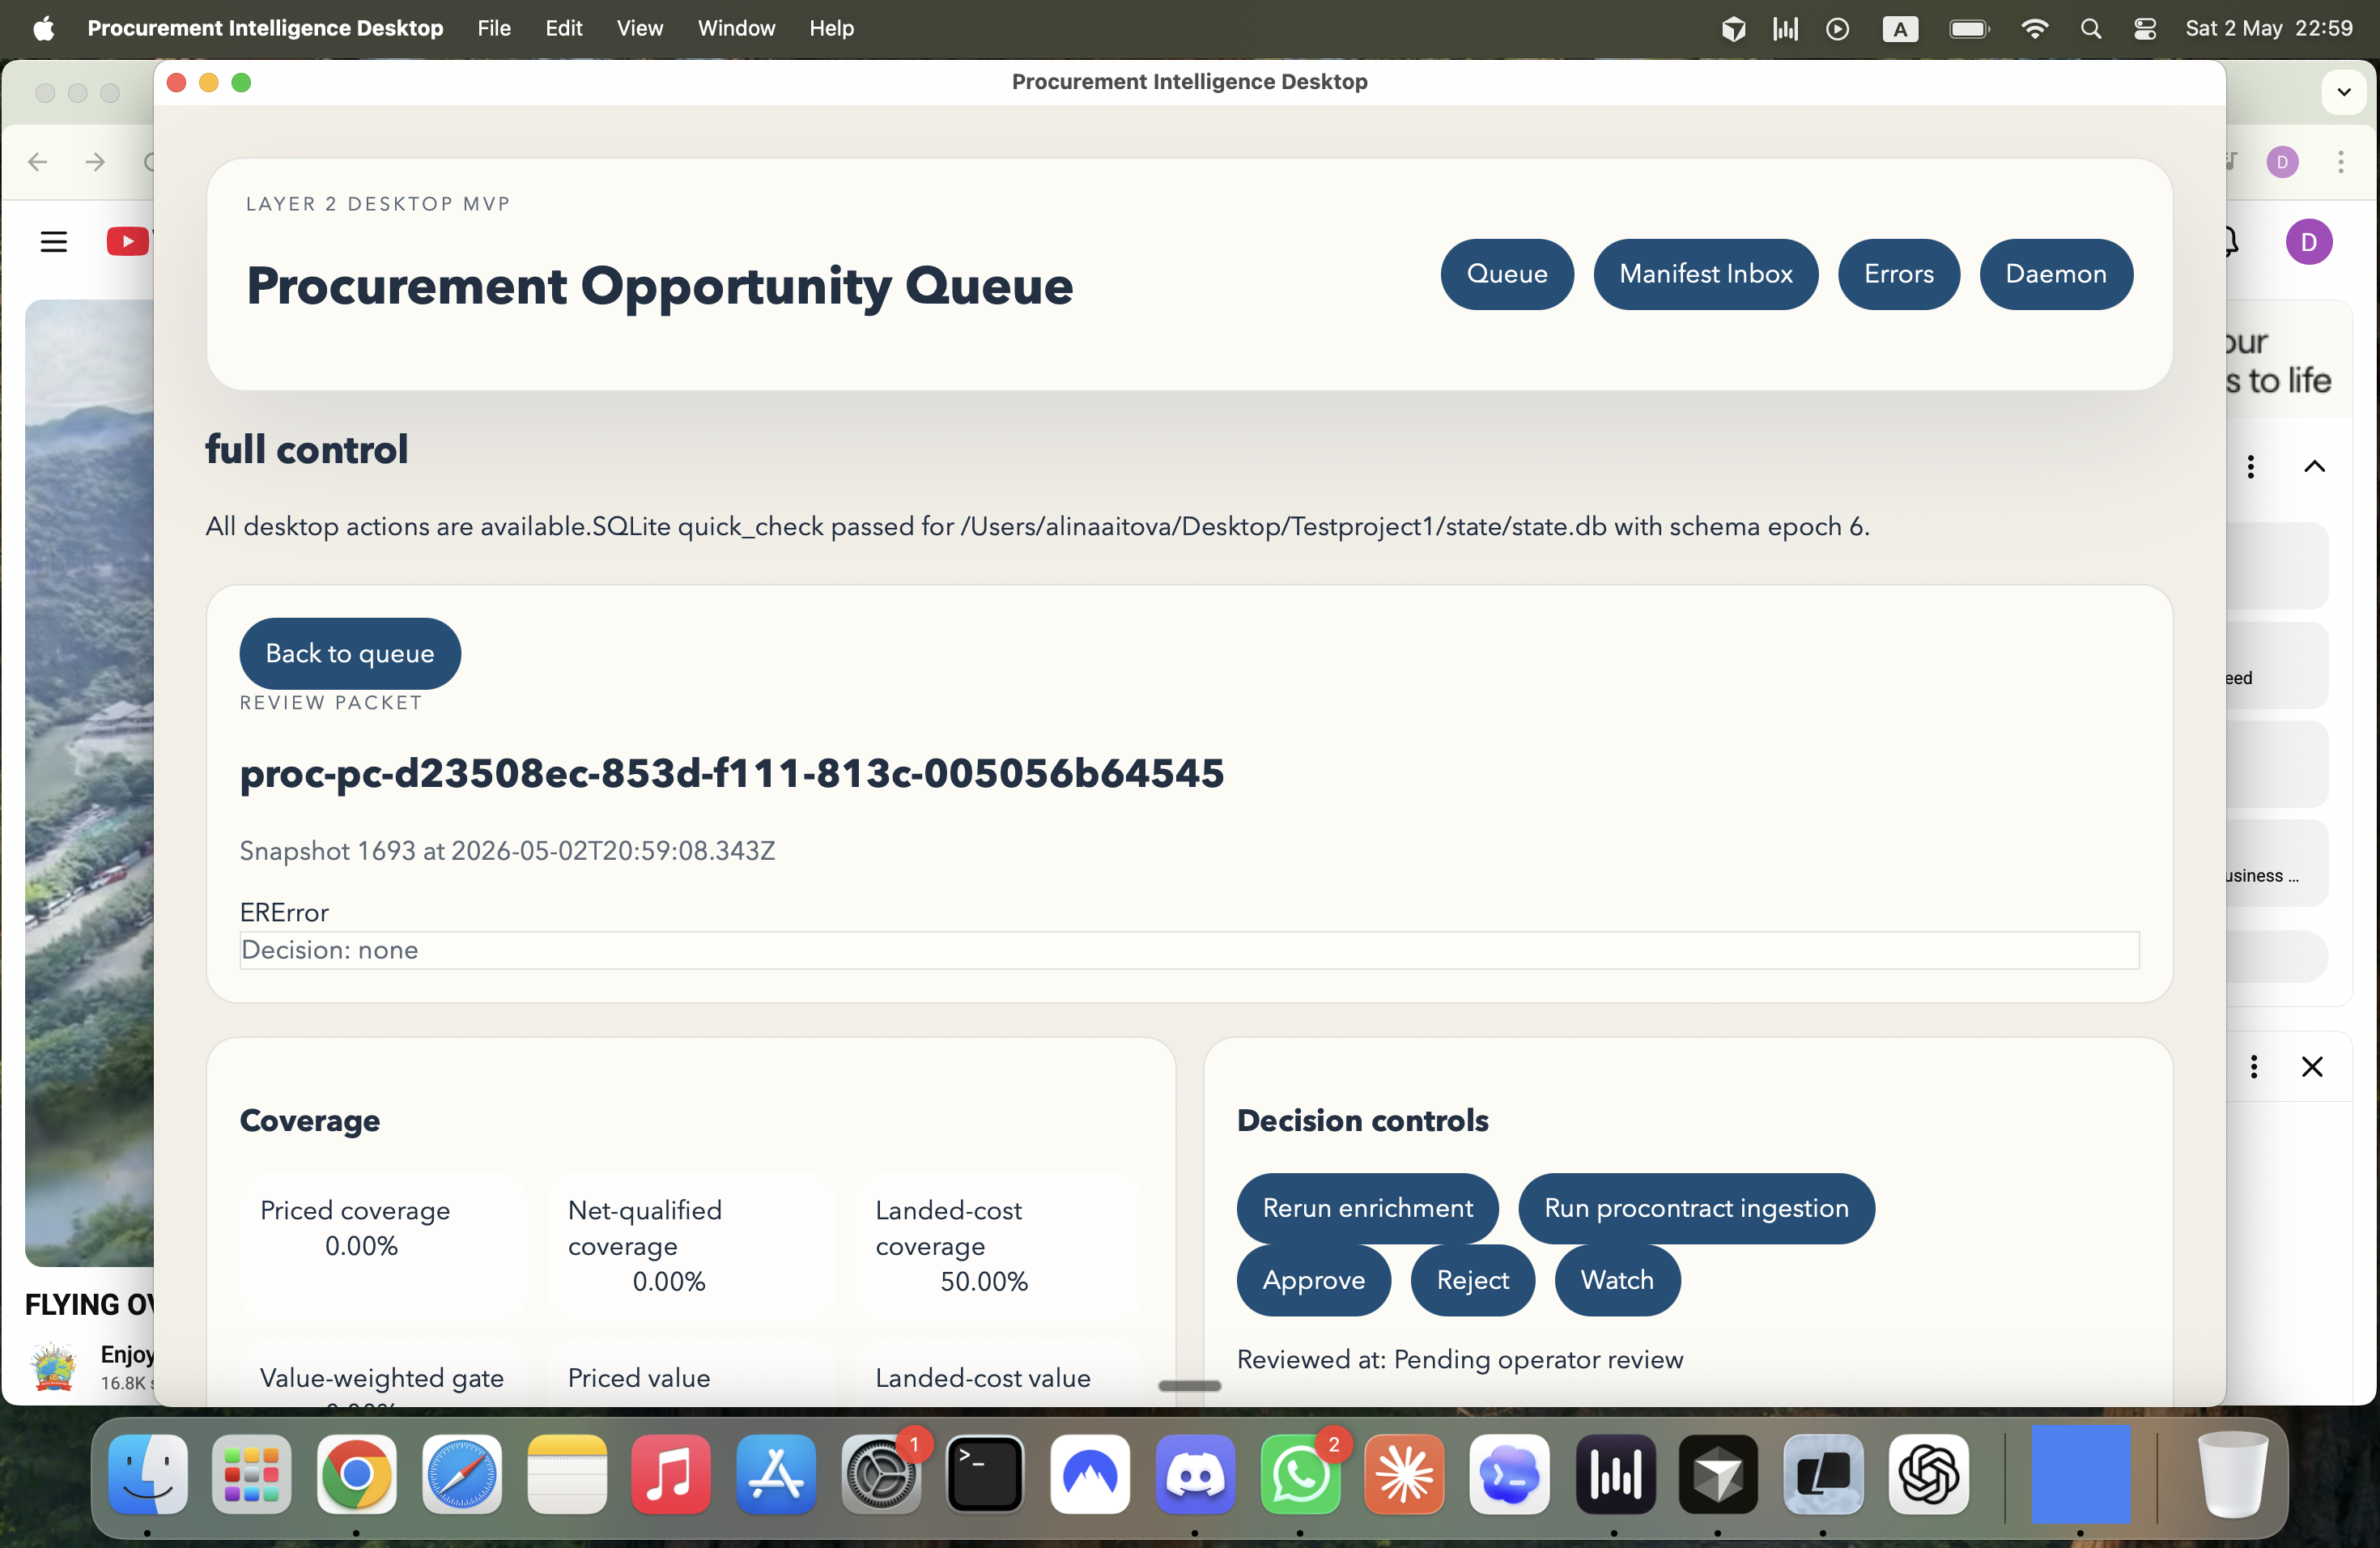 Procurement Intelligence Desktop File Edit View Window Help
A
Sat 2 May 22:59
Procurement Intelligence Desktop
LAYER 2 DESKTOP MVP
Procurement Opportunity Queue
Queue
Manifest Inbox
Errors
Daemon
full control
All desktop actions are available.SQLite quick_check passed for /Users/alinaaitova/Desktop/Testproject1/state/state.db with schema epoch 6.
Back to queue
REVIEW PACKET
proc-pc-d23508ec-853d-f111-813c-005056b64545
Snapshot 1693 at 2026-05-02T20:59:08.343Z
ERError
Decision: none
Coverage
Priced coverage
0.00%
Net-qualified
coverage
0.00%
Landed-cost
coverage
50.00%
Value-weighted gate
Priced value
Landed-cost value
Decision controls
Rerun enrichment
Run procontract ingestion
Approve
Reject
Watch
Reviewed at: Pending operator review
D
D
s to life
usiness ...
FLYING
Enjoy
16.8K
1
2